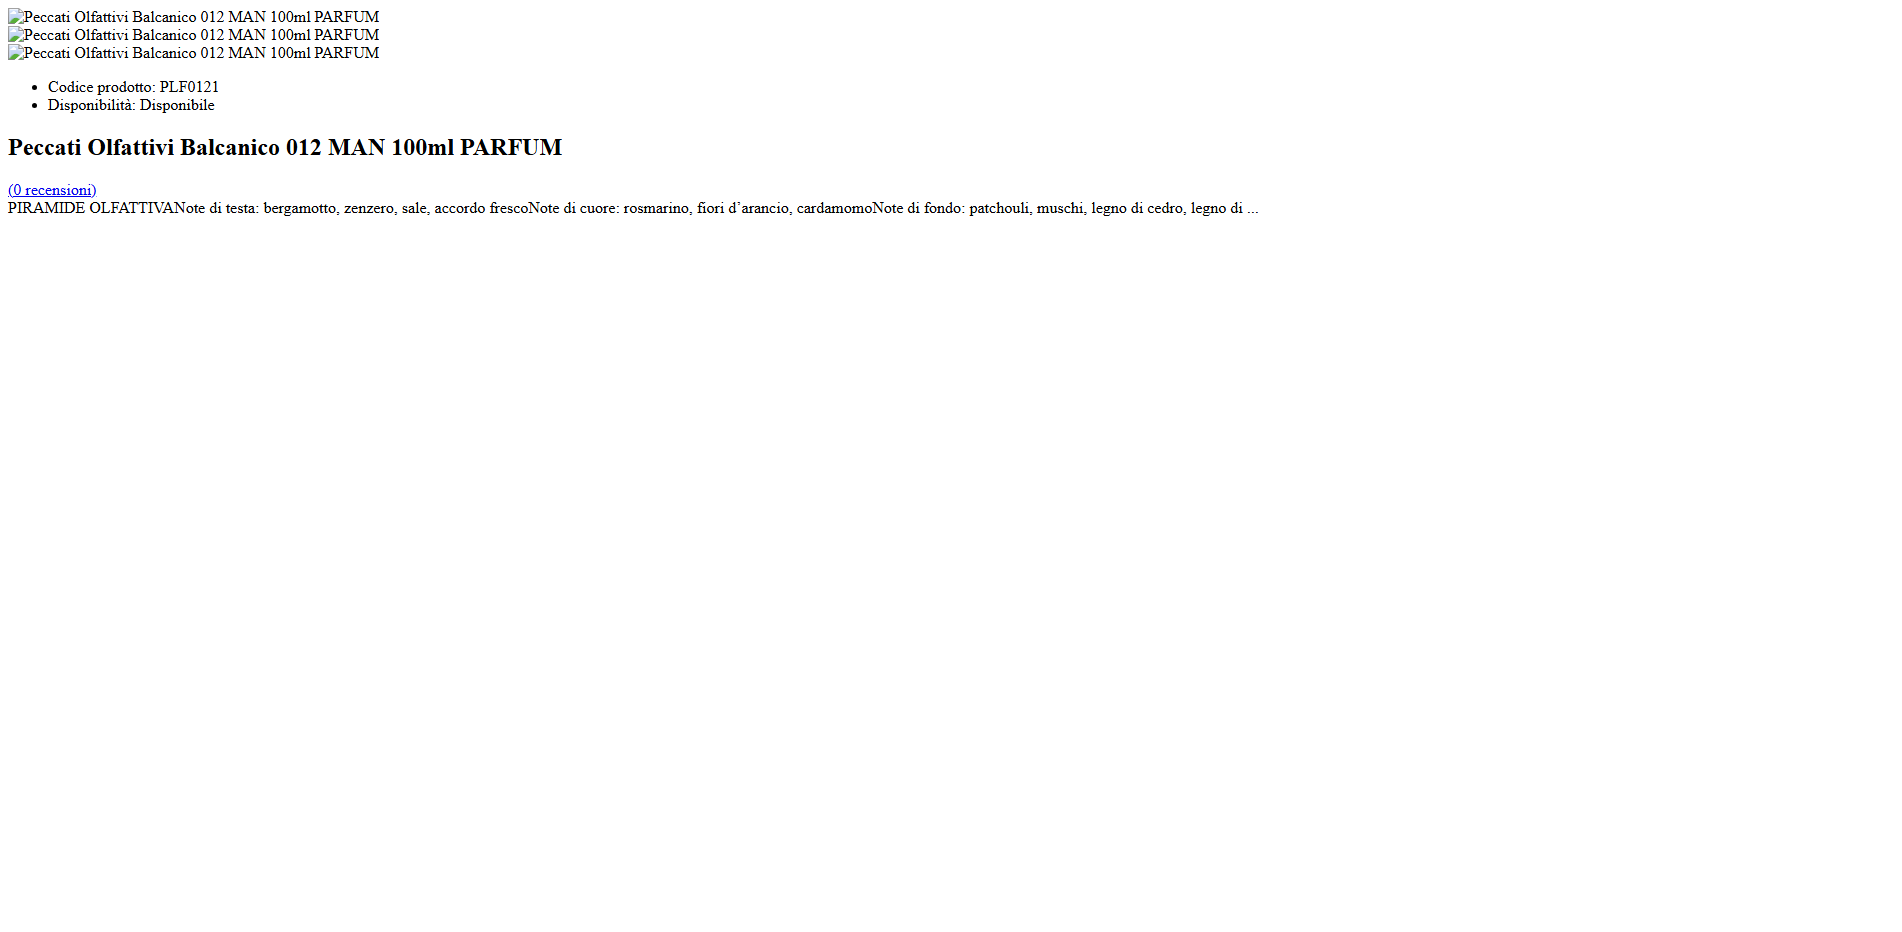 Peccati Olfattivi Balcanico 012 MAN 100ml PARFUM
Peccati Olfattivi Balcanico 012 MAN 100ml PARFUM
Peccati Olfattivi Balcanico 012 MAN 100ml PARFUM
Codice prodotto: PLF0121
Disponibilità: Disponibile
Peccati Olfattivi Balcanico 012 MAN 100ml PARFUM
(0 recensioni)
PIRAMIDE OLFATTIVANote di testa: bergamotto, zenzero, sale, accordo frescoNote di cuore: rosmarino, fiori d’arancio, cardamomoNote di fondo: patchouli, muschi, legno di cedro, legno di ...